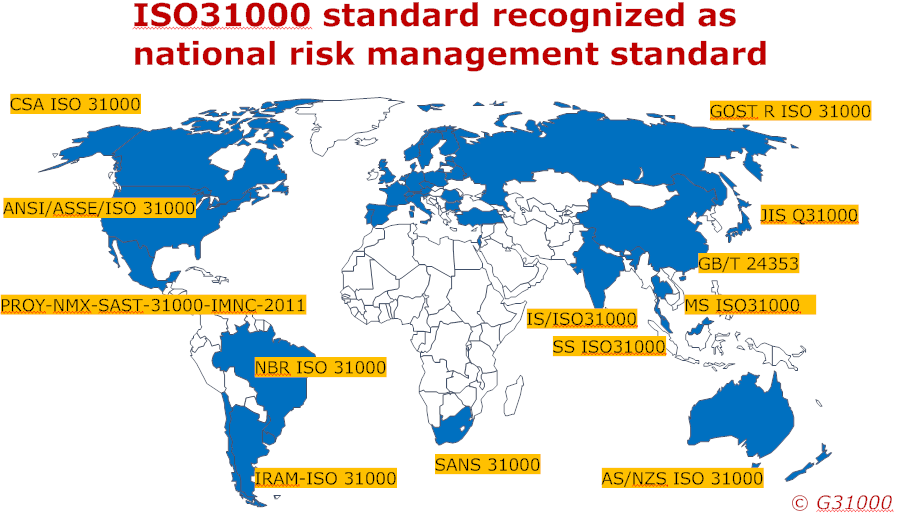 ISO31000 standard recognized as
national risk management standard
CSA ISO 31000
GOST R ISO 31000
ANSI/ASSE/ISO 31000
JIS Q31000
GB/T 24353
PROY-NMX-SAST-31000-IMNC-2011
MS ISO31000
IS/ISO31000
SS ISO31000
NBR ISO 31000
SANS 31000
IRAM-ISO 31000
AS/NZS ISO 31000
© G31000